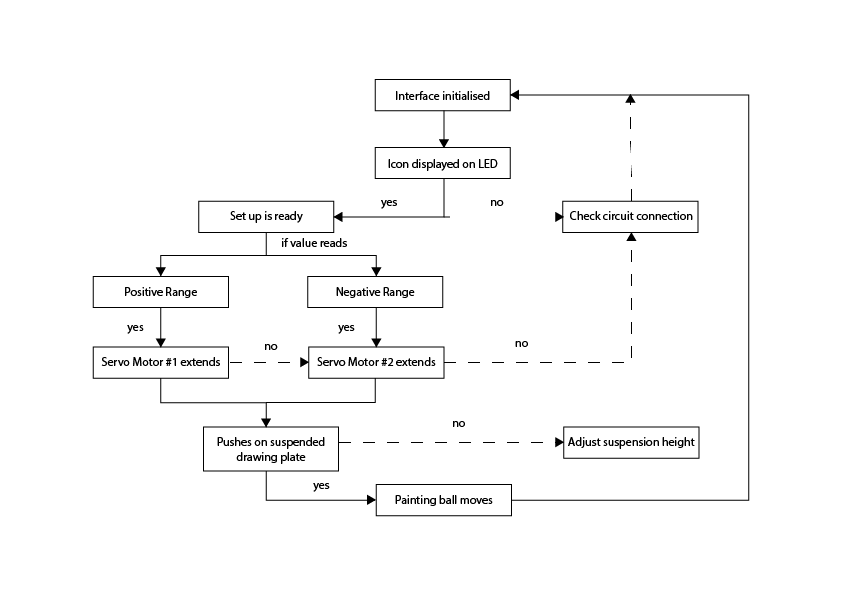 Interface initialised
Icon displayed on LED
yes
no
Set up is ready
Check circuit connection
if value reads
Positive Range
Negative Range
yes
yes
no
no
Servo Motor #1 extends
Servo Motor #2 extends
no
Pushes on suspended
drawing plate
Adjust suspension height
yes
Painting ball moves